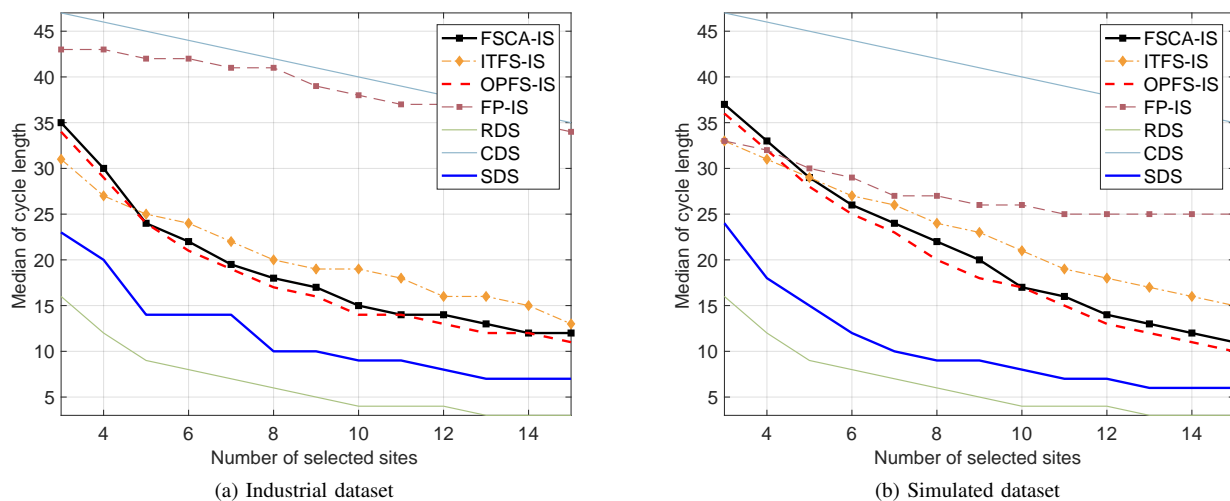 45
40
35
30
25
20
15
10
5
Median of cycle length
4 6 8 10 12 14
Number of selected sites
FSCA-IS
ITFS-IS
OPFS-IS
FP-IS
RDS
CDS
SDS
(a) Industrial dataset
45
40
35
30
25
20
15
10
5
Median of cycle length
4 6 8 10 12 14
Number of selected sites
FSCA-IS
ITFS-IS
OPFS-IS
FP-IS
RDS
CDS
SDS
(b) Simulated dataset